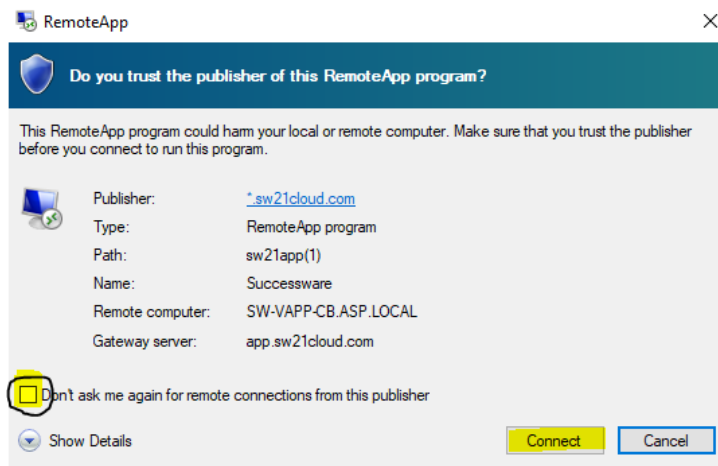 RemoteApp
Do you trust the publisher of this RemoteApp program?
This RemoteApp program could harm your local or remote computer. Make sure that you trust the publisher
before you connect to run this program.
Publisher: *.sw21cloud.com
Type: RemoteApp program
Path: sw21app(1)
Name: Successware
Remote computer: SW-VAPP-CB.ASP.LOCAL
Gateway server: app.sw21cloud.com
Don't ask me again for remote connections from this publisher
Show Details Connect Cancel